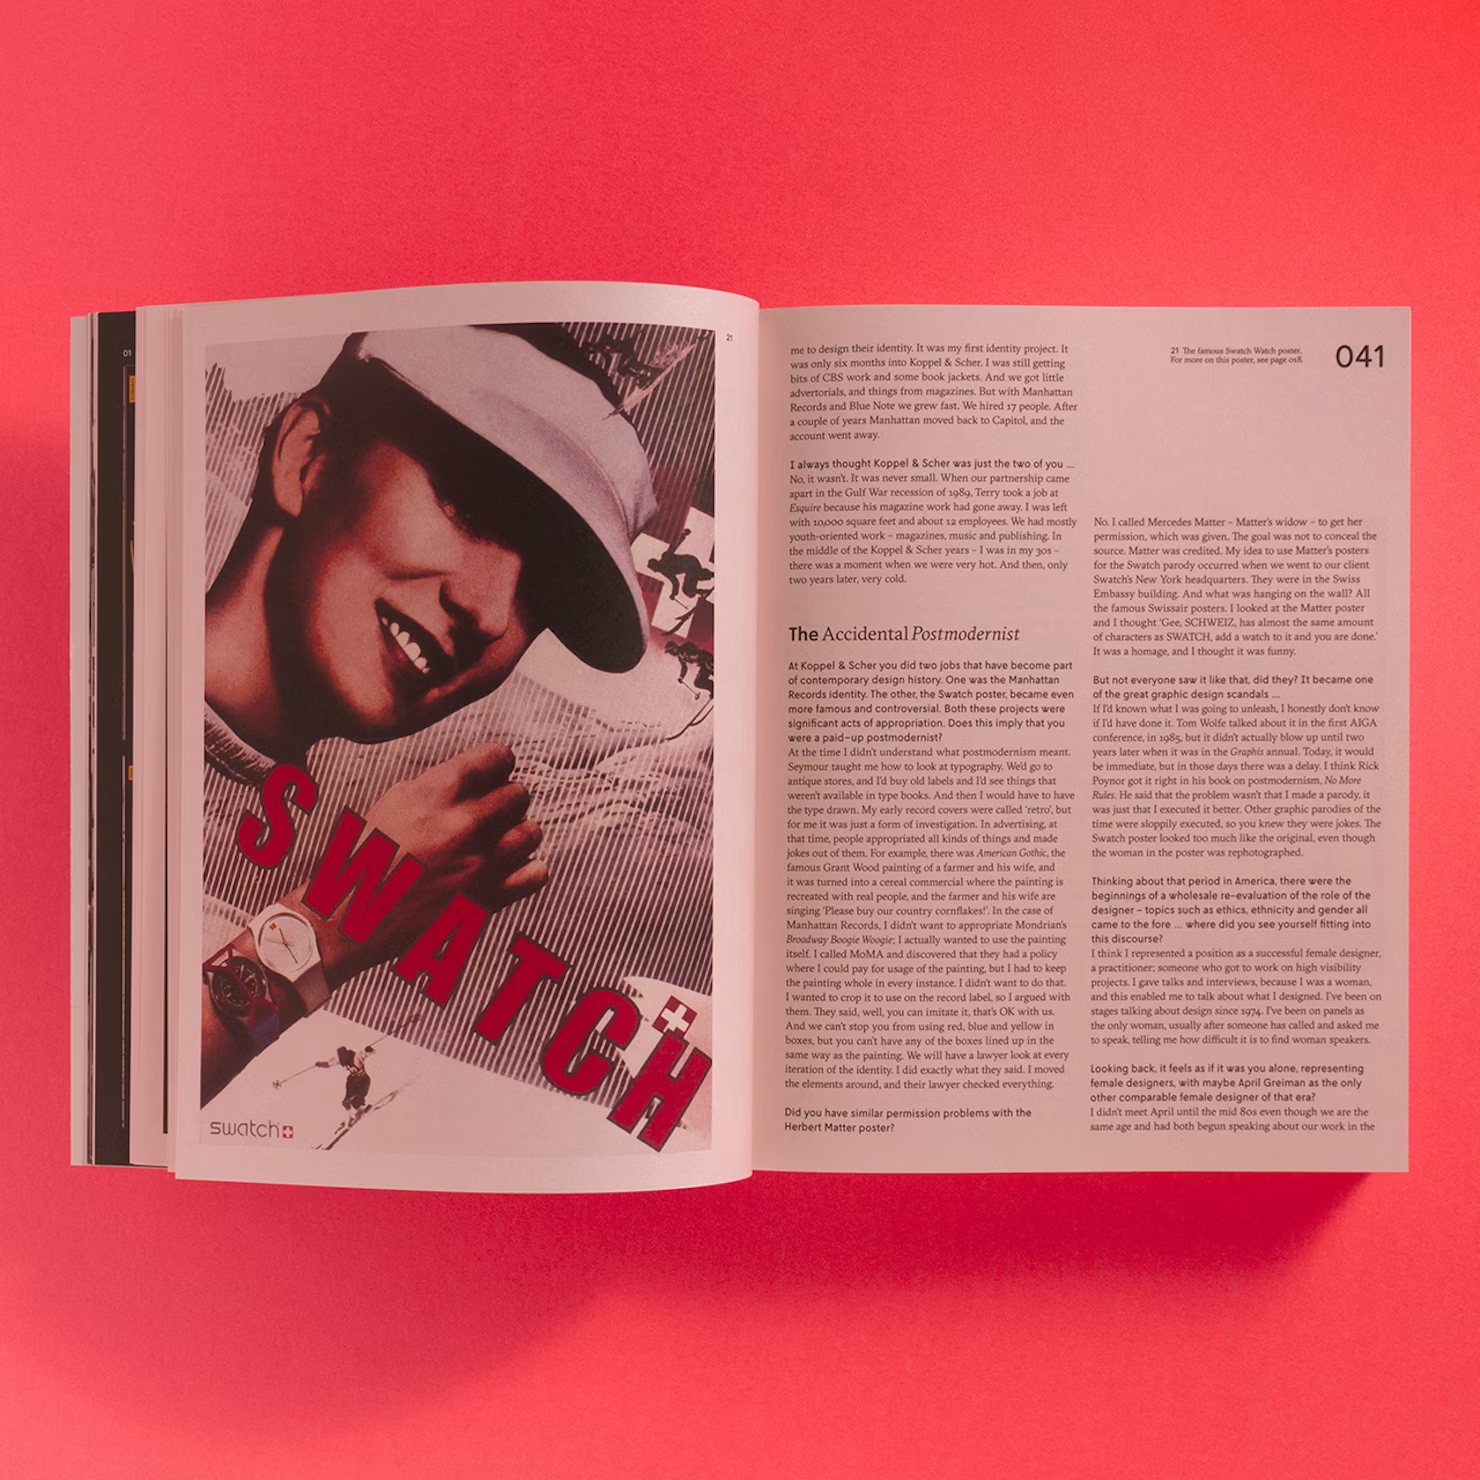 01
21
SWATCH
swatch
me to design their identity. It was my first identity project. It
was only six months into Koppel & Scher. I was still getting
bits of CBS work and some book jackets. And we got little
advertorials, and things from magazines. But with Manhattan
Records and Blue Note we grew fast. We hired 17 people. After
a couple of years Manhattan moved back to Capitol, and the
account went away.
I always thought Koppel & Scher was just the two of you ...
No, it wasn't. It was never small. When our partnership came
apart in the Gulf War recession of 1989, Terry took a job at
Esquire because his magazine work had gone away. I was left
with 10,000 square feet and about 12 employees. We had mostly
youth-oriented work – magazines, music and publishing. In
the middle of the Koppel & Scher years – I was in my 30s –
there was a moment when we were very hot. And then, only
two years later, very cold.
The Accidental Postmodernist
At Koppel & Scher you did two jobs that have become part
of contemporary design history. One was the Manhattan
Records identity. The other, the Swatch poster, became even
more famous and controversial. Both these projects were
significant acts of appropriation. Does this imply that you
were a paid-up postmodernist?
At the time I didn't understand what postmodernism meant.
Seymour taught me how to look at typography. We'd go to
antique stores, and I'd buy old labels and I'd see things that
weren't available in type books. And then I would have to have
the type drawn. My early record covers were called 'retro', but
for me it was just a form of investigation. In advertising, at
that time, people appropriated all kinds of things and made
jokes out of them. For example, there was American Gothic, the
famous Grant Wood painting of a farmer and his wife, and
it was turned into a cereal commercial where the painting is
recreated with real people, and the farmer and his wife are
singing 'Please buy our country cornflakes!'. In the case of
Manhattan Records, I didn't want to appropriate Mondrian's
Broadway Boogie Woogie; I actually wanted to use the painting
itself. I called MoMA and discovered that they had a policy
where I could pay for usage of the painting, but I had to keep
the painting whole in every instance. I didn't want to do that.
I wanted to crop it to use on the record label, so I argued with
them. They said, well, you can imitate it, that's OK with us.
And we can't stop you from using red, blue and yellow in
boxes, but you can't have any of the boxes lined up in the
same way as the painting. We will have a lawyer look at every
iteration of the identity. I did exactly what they said. I moved
the elements around, and their lawyer checked everything.
Did you have similar permission problems with the
Herbert Matter poster?
21 The famous Swatch Watch poster.
For more on this poster, see page 018.
041
No. I called Mercedes Matter – Matter's widow – to get her
permission, which was given. The goal was not to conceal the
source. Matter was credited. My idea to use Matter's posters
for the Swatch parody occurred when we went to our client
Swatch's New York headquarters. They were in the Swiss
Embassy building. And what was hanging on the wall? All
the famous Swissair posters. I looked at the Matter poster
and I thought 'Gee, SCHWEIZ, has almost the same amount
of characters as SWATCH, add a watch to it and you are done.'
It was a homage, and I thought it was funny.
But not everyone saw it like that, did they? It became one
of the great graphic design scandals ...
If I'd known what I was going to unleash, I honestly don't know
if I'd have done it. Tom Wolfe talked about it in the first AIGA
conference, in 1985, but it didn't actually blow up until two
years later when it was in the Graphis annual. Today, it would
be immediate, but in those days there was a delay. I think Rick
Poynor got it right in his book on postmodernism, No More
Rules. He said that the problem wasn't that I made a parody, it
was just that I executed it better. Other graphic parodies of the
time were sloppily executed, so you knew they were jokes. The
Swatch poster looked too much like the original, even though
the woman in the poster was rephotographed.
Thinking about that period in America, there were the
beginnings of a wholesale re-evaluation of the role of the
designer – topics such as ethics, ethnicity and gender all
came to the fore ... where did you see yourself fitting into
this discourse?
I think I represented a position as a successful female designer,
a practitioner; someone who got to work on high visibility
projects. I gave talks and interviews, because I was a woman,
and this enabled me to talk about what I designed. I've been on
stages talking about design since 1974. I've been on panels as
the only woman, usually after someone has called and asked me
to speak, telling me how difficult it is to find woman speakers.
Looking back, it feels as if it was you alone, representing
female designers, with maybe April Greiman as the only
other comparable female designer of that era?
I didn't meet April until the mid 80s even though we are the
same age and had both begun speaking about our work in the